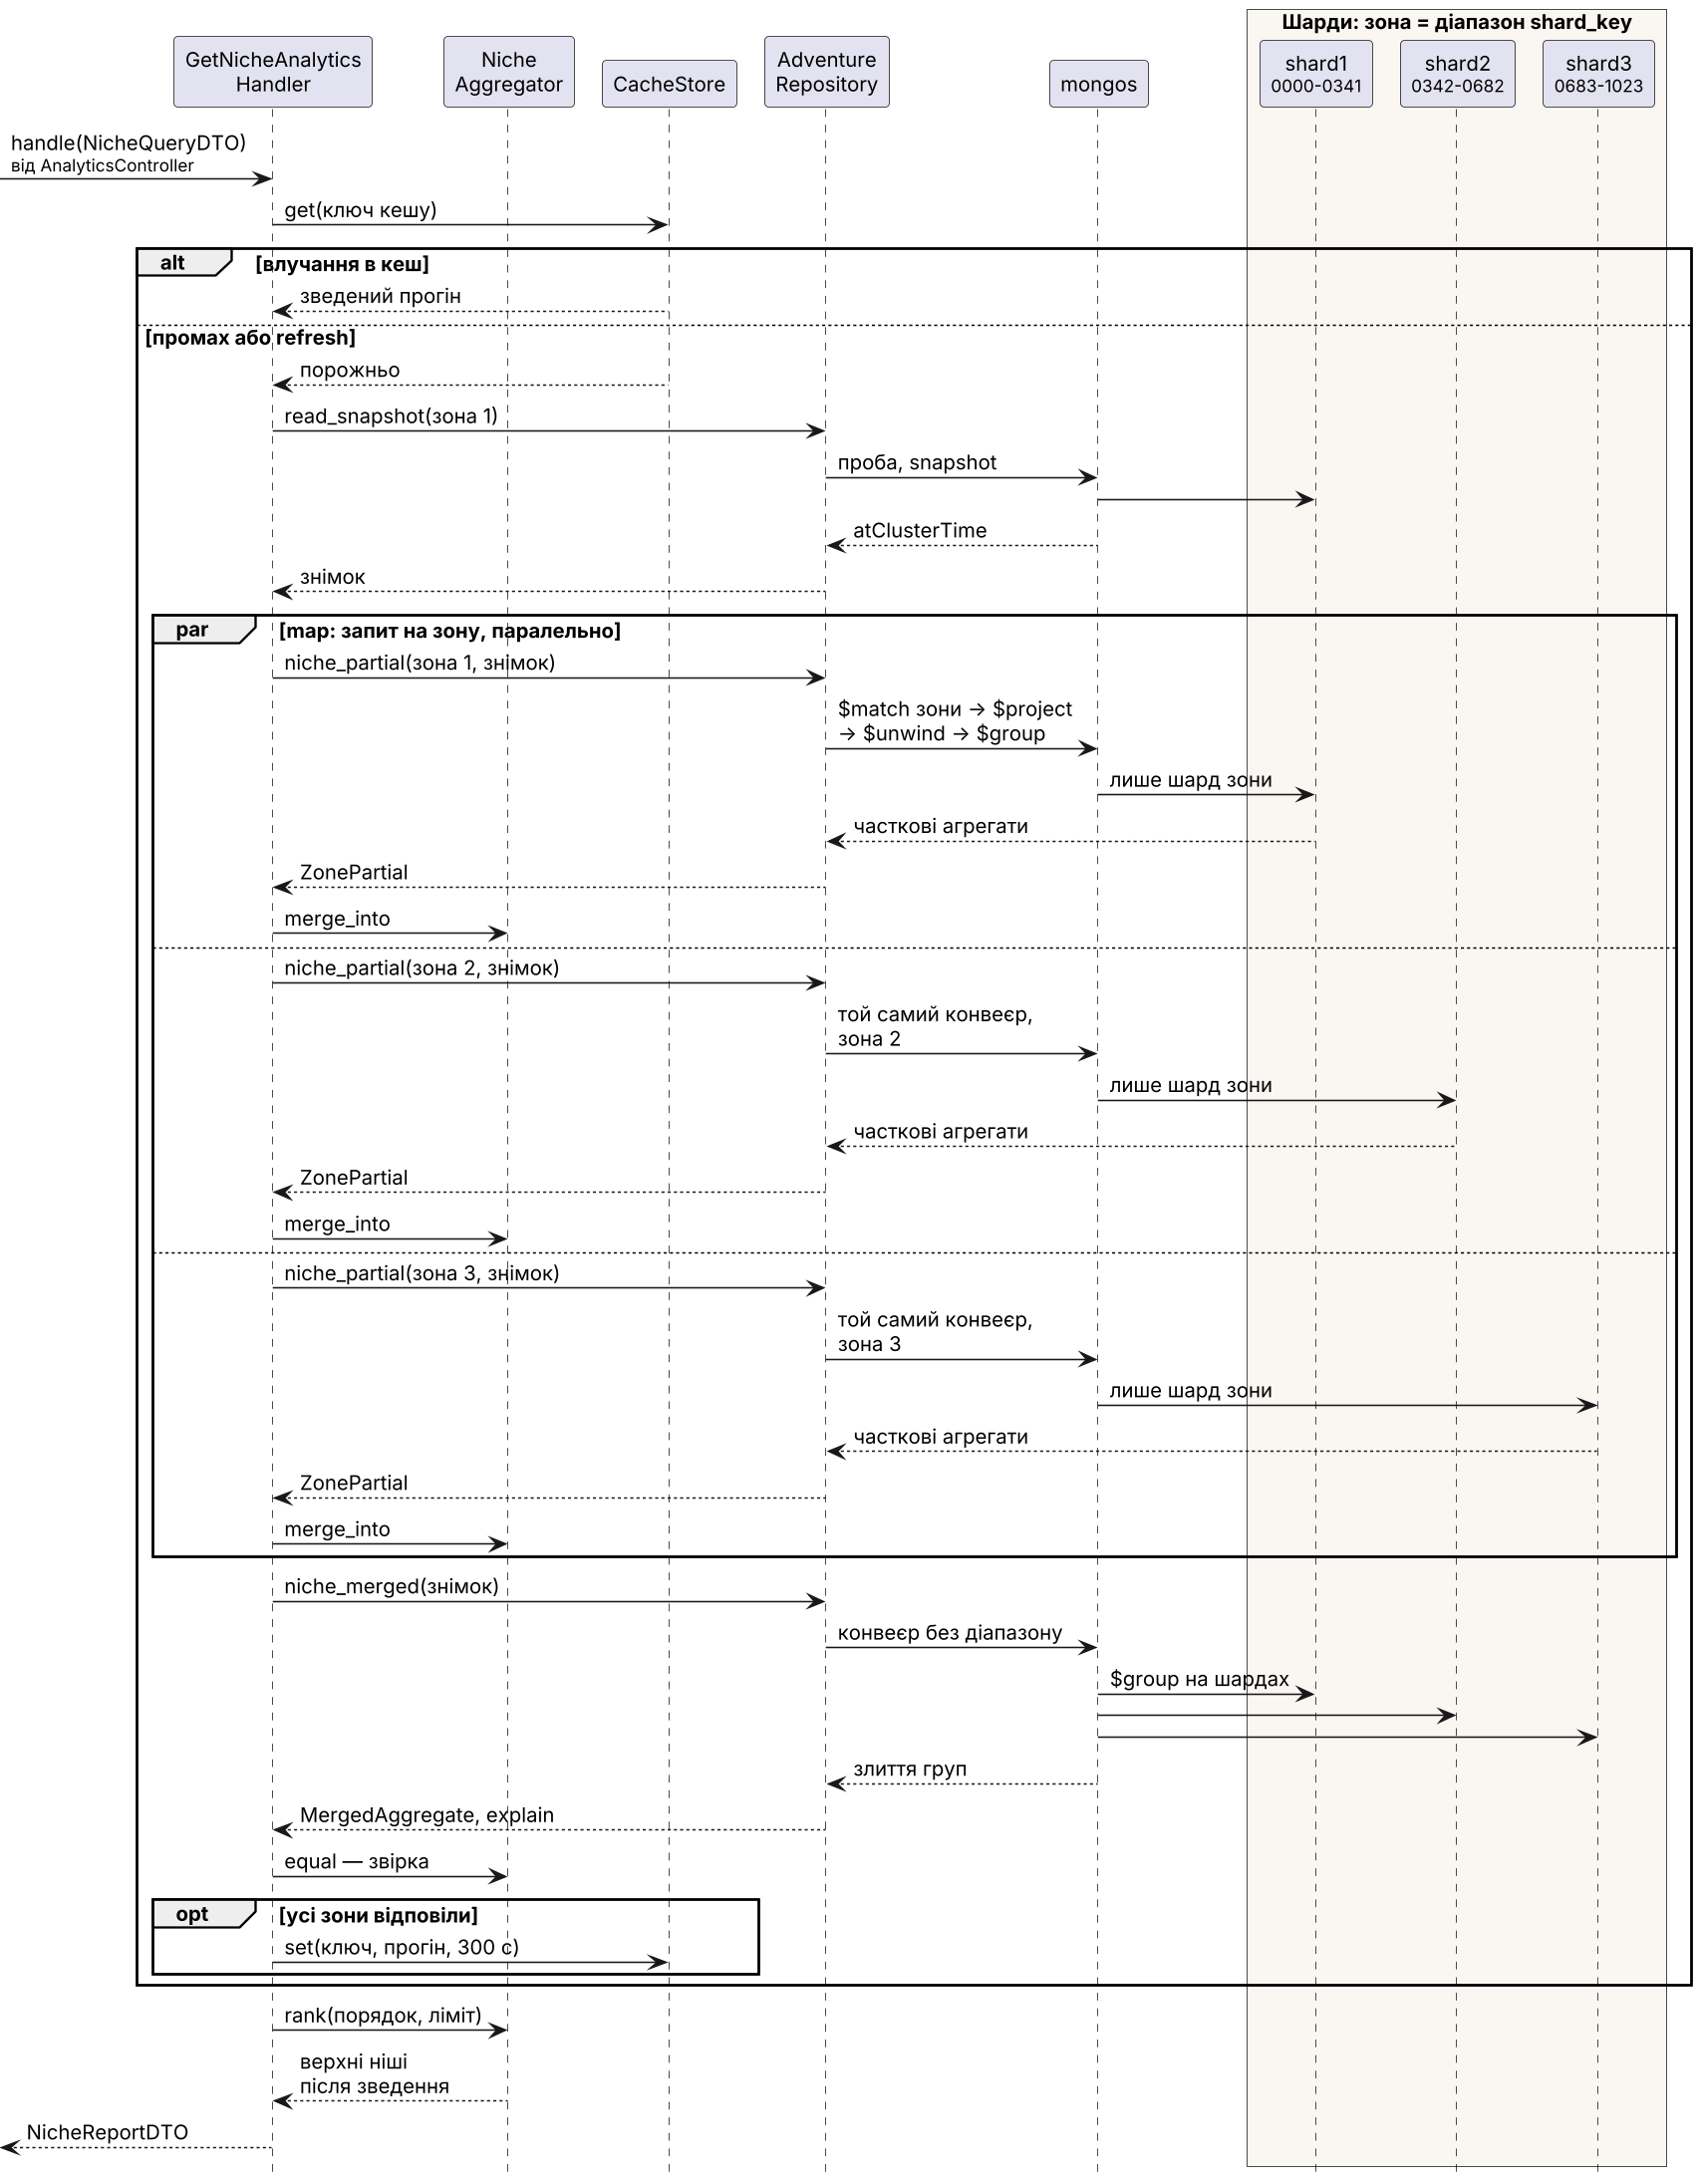 Шарди: зона = діапазон shard_key
GetNicheAnalytics
Handler
Niche
Aggregator
CacheStore
Adventure
Repository
mongos
shard1
0000-0341
shard2
0342-0682
shard3
0683-1023
handle(NicheQueryDTO)
від AnalyticsController
get(ключ кешу)
alt
[влучання в кеш]
зведений прогін
[промах або refresh]
порожньо
read_snapshot(зона 1)
проба, snapshot
atClusterTime
знімок
par
[map: запит на зону, паралельно]
niche_partial(зона 1, знімок)
$match зони → $project
→ $unwind → $group
лише шард зони
часткові агрегати
ZonePartial
merge_into
niche_partial(зона 2, знімок)
той самий конвеєр,
зона 2
лише шард зони
часткові агрегати
ZonePartial
merge_into
niche_partial(зона 3, знімок)
той самий конвеєр,
зона 3
лише шард зони
часткові агрегати
ZonePartial
merge_into
niche_merged(знімок)
конвеєр без діапазону
$group на шардах
злиття груп
MergedAggregate, explain
equal — звірка
opt
[усі зони відповіли]
set(ключ, прогін, 300 с)
rank(порядок, ліміт)
верхні ніші
після зведення
NicheReportDTO